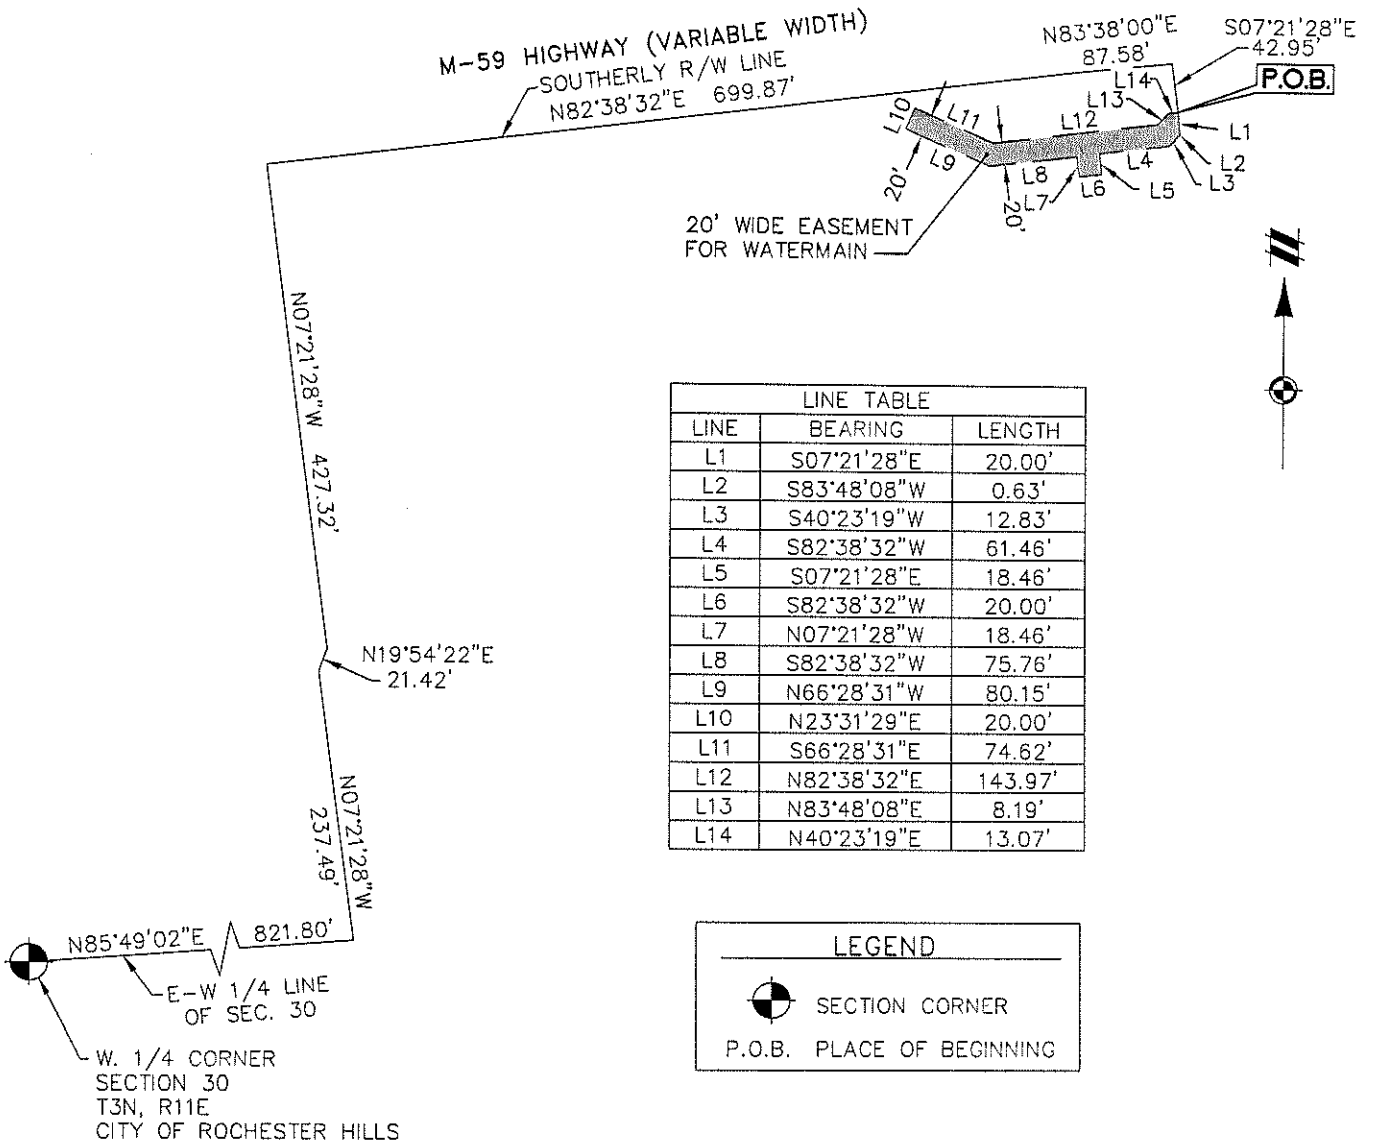 M-59 HIGHWAY (VARIABLE WIDTH)
SOUTHERLY R/W LINE
N82°38'32"E 699.87'
N83°38'00"E
87.58'
S07°21'28"E
42.95'
P.O.B.
L14
L13
L12
L11
L10
L9
L8
L7
L6
L5
L4
L3
L2
L1
20'
20'
20' WIDE EASEMENT
FOR WATERMAIN
N07°21'28"W 427.32'
N19°54'22"E
21.42'
N07°21'28"W
237.49'
N85°49'02"E 821.80'
E-W 1/4 LINE
OF SEC. 30
W. 1/4 CORNER
SECTION 30
T3N, R11E
CITY OF ROCHESTER HILLS
LINE TABLE
LINE BEARING LENGTH
L1 S07°21'28"E 20.00'
L2 S83°48'08"W 0.63'
L3 S40°23'19"W 12.83'
L4 S82°38'32"W 61.46'
L5 S07°21'28"E 18.46'
L6 S82°38'32"W 20.00'
L7 N07°21'28"W 18.46'
L8 S82°38'32"W 75.76'
L9 N66°28'31"W 80.15'
L10 N23°31'29"E 20.00'
L11 S66°28'31"E 74.62'
L12 N82°38'32"E 143.97'
L13 N83°48'08"E 8.19'
L14 N40°23'19"E 13.07'
LEGEND
SECTION CORNER
P.O.B. PLACE OF BEGINNING
N